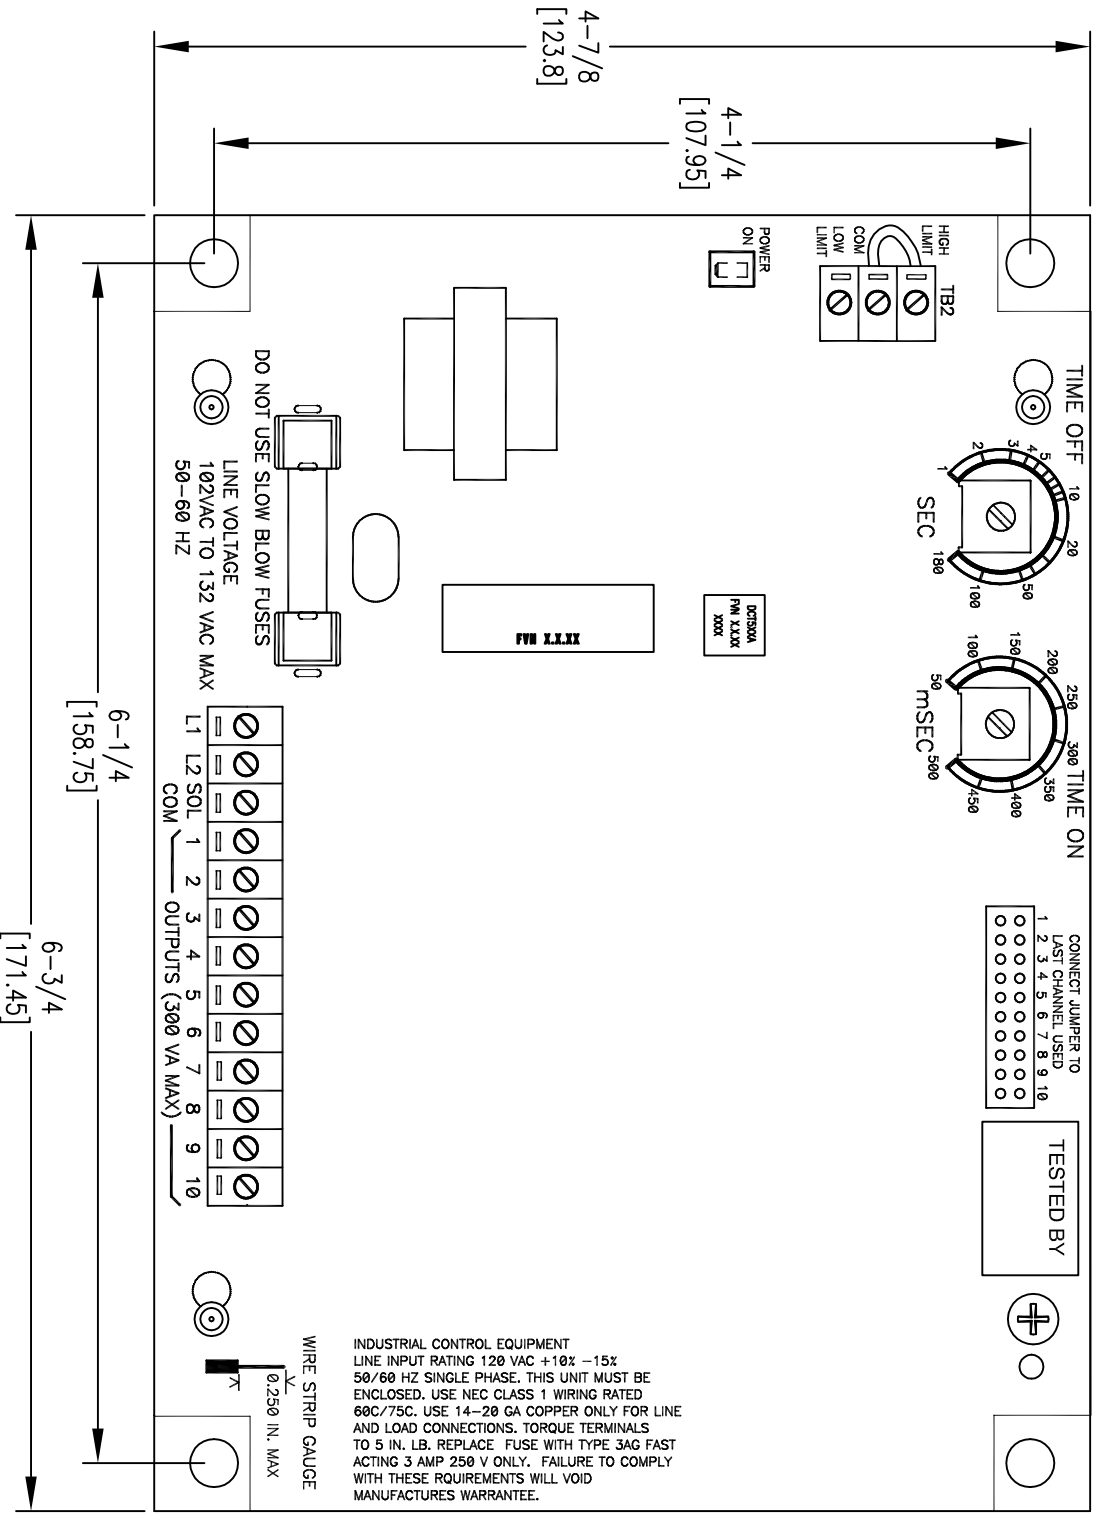 4-7/8
[123.8]
4-1/4
[107.95]
HIGH
LIMIT
COM
LOW
LIMIT
TB2
POWER
ON
TIME OFF
1
2
3
4
5
10
20
50
100
180
SEC
TIME ON
50
100
150
200
250
300
350
400
450
500
mSEC
CONNECT JUMPER TO
LAST CHANNEL USED
1 2 3 4 5 6 7 8 9 10
TESTED BY
DCT5XXA
FVN X.X.XX
XXXX
FVN X.X.XX
DO NOT USE SLOW BLOW FUSES
LINE VOLTAGE
102VAC TO 132 VAC MAX
50-60 HZ
L1 L2 SOL 1 2 3 4 5 6 7 8 9 10
COM
OUTPUTS (300 VA MAX)
INDUSTRIAL CONTROL EQUIPMENT
LINE INPUT RATING 120 VAC +10% -15%
50/60 HZ SINGLE PHASE. THIS UNIT MUST BE
ENCLOSED. USE NEC CLASS 1 WIRING RATED
60C/75C. USE 14-20 GA COPPER ONLY FOR LINE
AND LOAD CONNECTIONS. TORQUE TERMINALS
TO 5 IN. LB. REPLACE FUSE WITH TYPE 3AG FAST
ACTING 3 AMP 250 V ONLY. FAILURE TO COMPLY
WITH THESE RQUIREMENTS WILL VOID
MANUFACTURES WARRANTEE.
WIRE STRIP GAUGE
0.250 IN. MAX
6-1/4
[158.75]
6-3/4
[171.45]